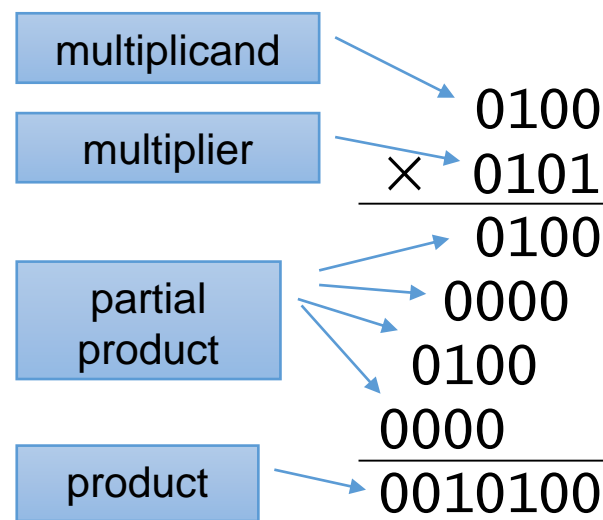 multiplicand
0100
multiplier
× 0101
0100
partial
product
0000
0100
0000
product
0010100